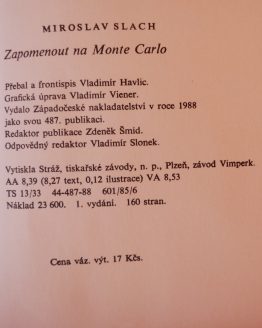 MIROSLAV SLACH
Zapomenout na Monte Carlo
Přebal a frontispis Vladimír Havlic.
Grafická úprava Vladimír Viener.
Vydalo Západočeské nakladatelství v roce 1988
jako svou 487. publikaci.
Redaktor publikace Zdeněk Šmíd.
Odpovědný redaktor Vladimír Slonek.
Vytiskla Stráž, tiskařské závody, n. p., Plzeň, závod Vimperk.
AA 8,39 (8,27 text, 0,12 ilustrace) VA 8,53
TS 13/33 44-487-88 601/85/6
Náklad 23 600. 1. vydání. 160 stran.
Cena váz. výt. 17 Kčs.